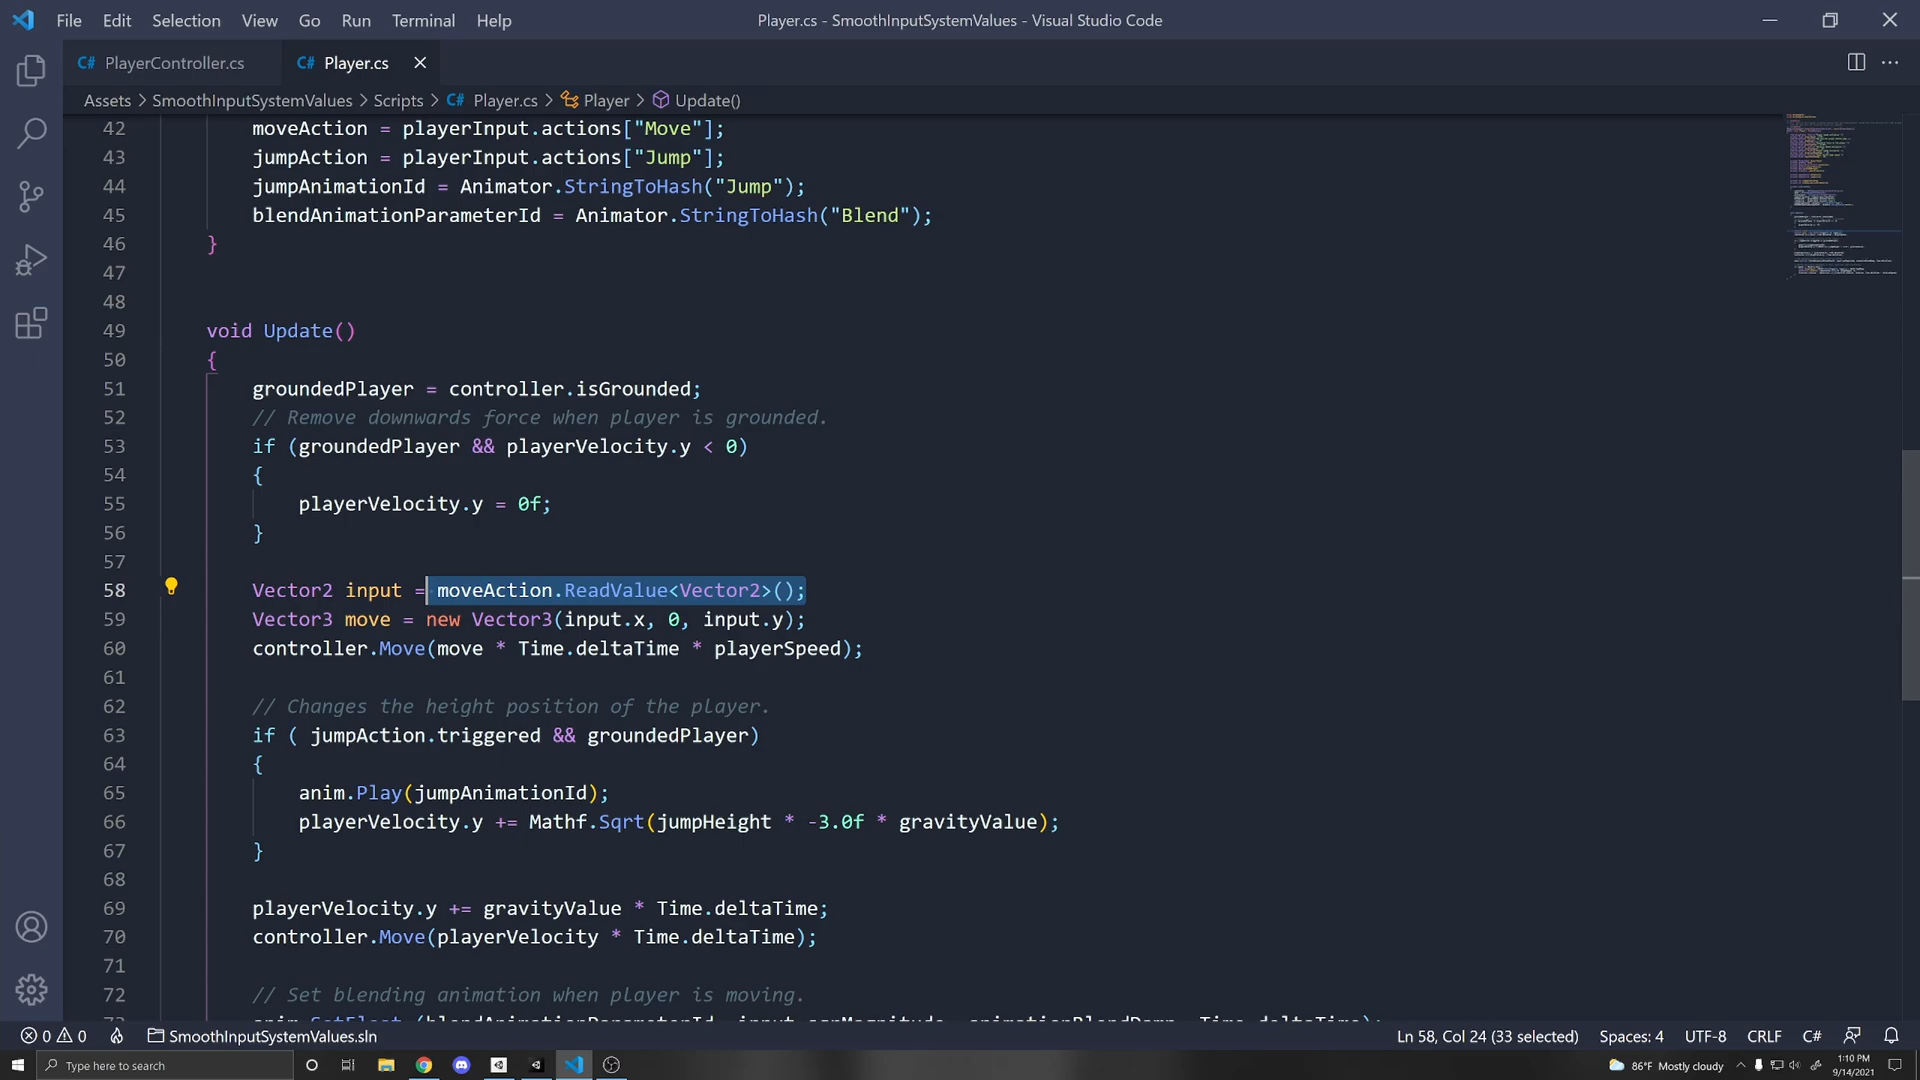 File Edit Selection View Go Run Terminal Help
Player.cs - SmoothInputSystemValues - Visual Studio Code
C# PlayerController.cs
C# Player.cs
Assets > SmoothInputSystemValues > Scripts > C# Player.cs > Player > Update()
42 moveAction = playerInput.actions["Move"];
43 jumpAction = playerInput.actions["Jump"];
44 jumpAnimationId = Animator.StringToHash("Jump");
45 blendAnimationParameterId = Animator.StringToHash("Blend");
46 }
47
48
49 void Update()
50 {
51 groundedPlayer = controller.isGrounded;
52 // Remove downwards force when player is grounded.
53 if (groundedPlayer && playerVelocity.y < 0)
54 {
55 playerVelocity.y = 0f;
56 }
57
58 Vector2 input = moveAction.ReadValue<Vector2>();
59 Vector3 move = new Vector3(input.x, 0, input.y);
60 controller.Move(move * Time.deltaTime * playerSpeed);
61
62 // Changes the height position of the player.
63 if ( jumpAction.triggered && groundedPlayer)
64 {
65 anim.Play(jumpAnimationId);
66 playerVelocity.y += Mathf.Sqrt(jumpHeight * -3.0f * gravityValue);
67 }
68
69 playerVelocity.y += gravityValue * Time.deltaTime;
70 controller.Move(playerVelocity * Time.deltaTime);
71
72 // Set blending animation when player is moving.
73 anim.SetFloat (blendAnimationParameterId, input.sqrMagnitude, animationBlendDamp, Time.deltaTime);
0 0 SmoothInputSystemValues.sln
Ln 58, Col 24 (33 selected) Spaces: 4 UTF-8 CRLF C#
Type here to search
86°F Mostly cloudy
1:10 PM
9/14/2021